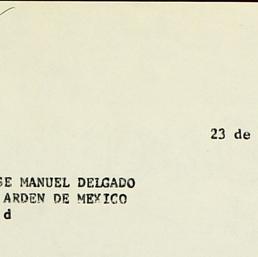 23 de
SE MANUEL DELGADO
ARDEN DE MEXICO
d